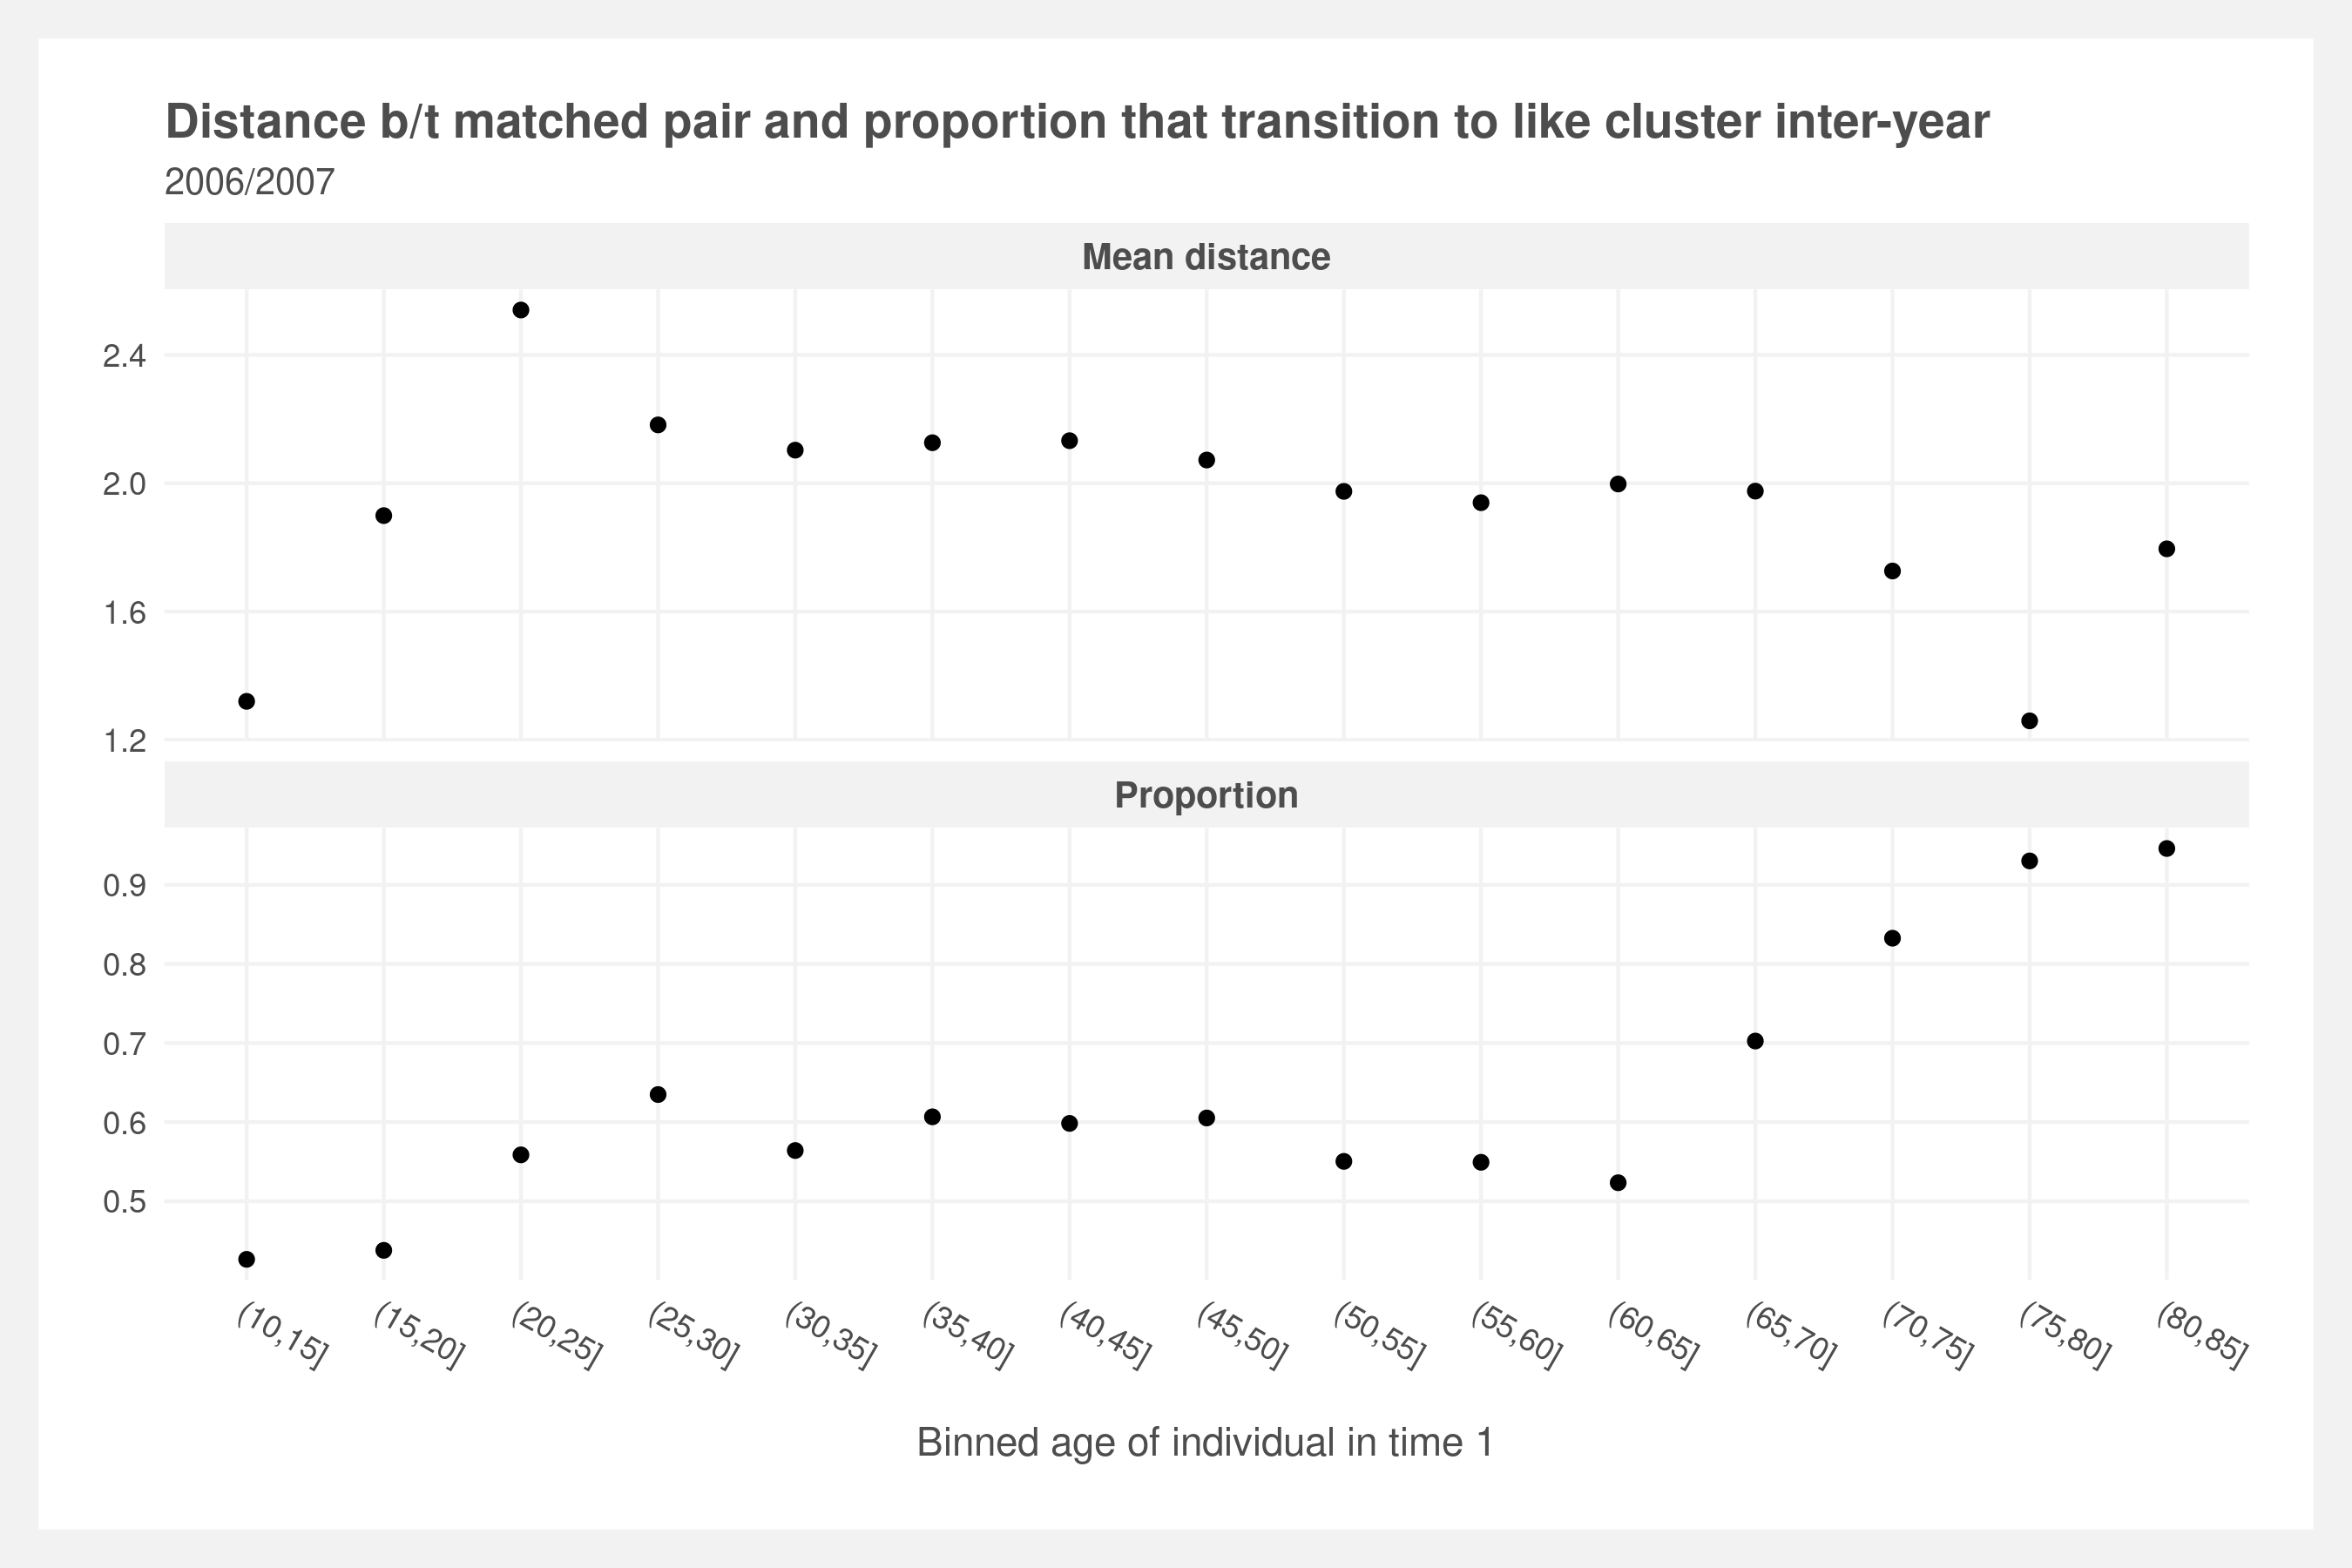 Distance b/t matched pair and proportion that transition to like cluster inter-year
2006/2007
Mean distance
2.4
2.0
1.6
1.2
Proportion
0.9
0.8
0.7
0.6
0.5
(10,15] (15,20] (20,25] (25,30] (30,35] (35,40] (40,45] (45,50] (50,55] (55,60] (60,65] (65,70] (70,75] (75,80] (80,85]
Binned age of individual in time 1